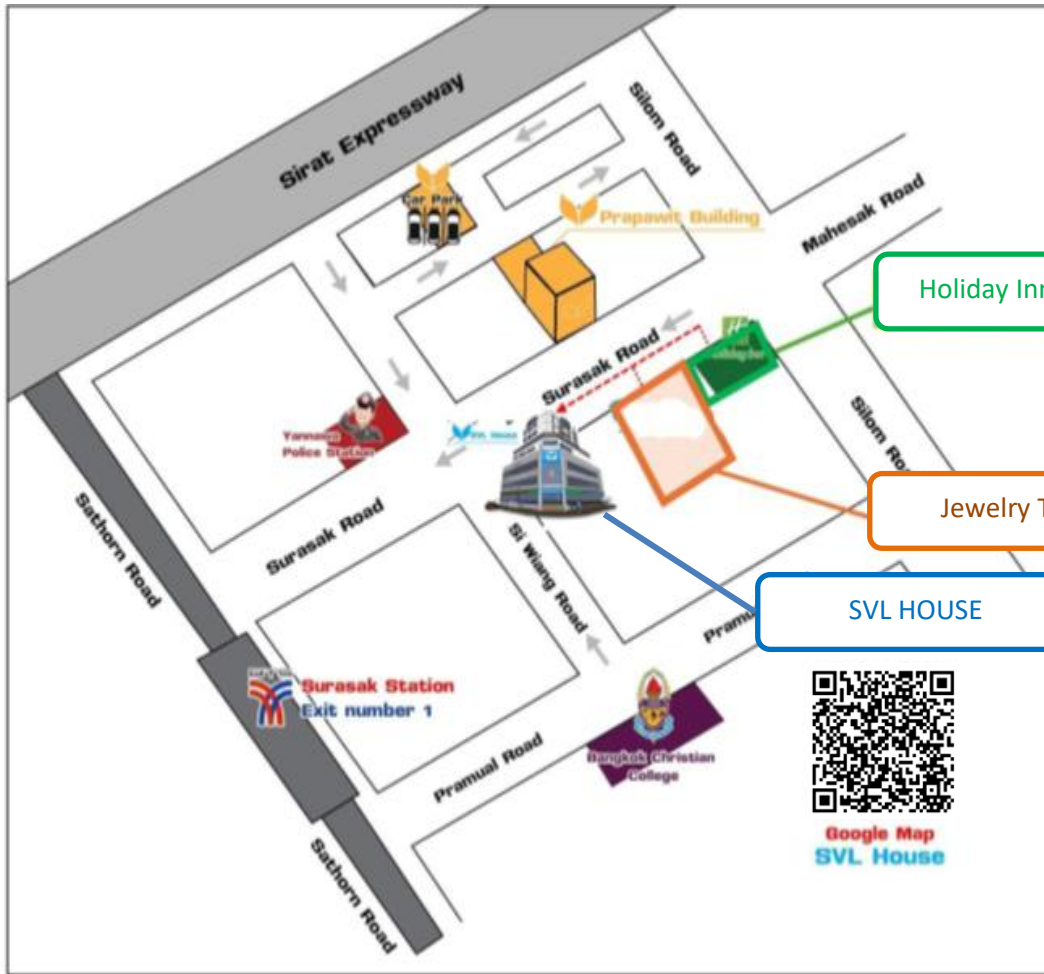 Sirat Expressway
Silom Road
Car Park
Prapawit Building
Mahesak Road
Holiday Inn
Surasak Road
Silom Ro
Yannawa
Police Station
SVL House
Jewelry T
Sathorn Road
Surasak Road
Si Wiang Road
SVL HOUSE
Pramu
Surasak Station
Exit number 1
Pramual Road
Bangkok Christian
College
Sathorn Road
Google Map
SVL House